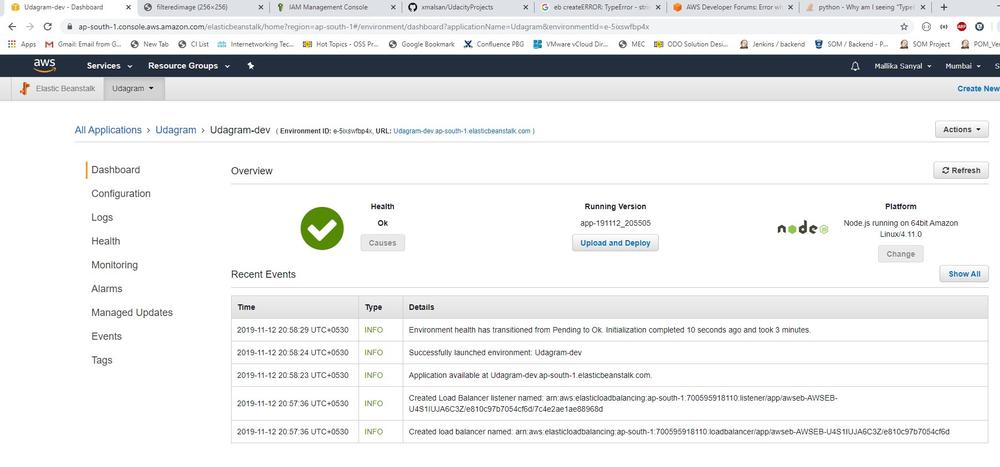 Udagram-dev - Dashboard
filteredimage (256×256)
IAM Management Console
xmalsan/UdacityProjects
eb createERROR: TypeError - strin
AWS Developer Forums: Error wh
python - Why am I seeing "TypeE
ap-south-1.console.aws.amazon.com/elasticbeanstalk/home?region=ap-south-1#/environment/dashboard?applicationName=Udagram&environmentId=e-5ixswfbp4x
ABP
Apps
Gmail: Email from G...
New Tab
CI List
Internetworking Tec...
Hot Topics - OSS Pr...
Google Bookmark
Confluence PBG
VMware vCloud Dir...
MEC
ODO Solution Desi...
Jenkins / backend
SOM / Backend - P...
SOM Project
POM_Ver
aws
Services
Resource Groups
Mallika Sanyal
Mumbai
S
Elastic Beanstalk
Udagram
Create New
All Applications > Udagram > Udagram-dev ( Environment ID: e-5ixswfbp4x, URL: Udagram-dev.ap-south-1.elasticbeanstalk.com )
Actions
Dashboard
Configuration
Logs
Health
Monitoring
Alarms
Managed Updates
Events
Tags
Overview
Refresh
Health
Ok
Causes
Running Version
app-191112_205505
Upload and Deploy
node JS
Platform
Node.js running on 64bit Amazon
Linux/4.11.0
Change
Recent Events
Show All
Time Type Details
2019-11-12 20:58:29 UTC+0530 INFO Environment health has transitioned from Pending to Ok. Initialization completed 10 seconds ago and took 3 minutes.
2019-11-12 20:58:24 UTC+0530 INFO Successfully launched environment: Udagram-dev
2019-11-12 20:58:23 UTC+0530 INFO Application available at Udagram-dev.ap-south-1.elasticbeanstalk.com.
2019-11-12 20:57:36 UTC+0530 INFO Created Load Balancer listener named: arn:aws:elasticloadbalancing:ap-south-1:700595918110:listener/app/awseb-AWSEB-
U4S1IUJA6C3Z/e810c97b7054cf6d/7c4e2ae1ae88968d
2019-11-12 20:57:36 UTC+0530 INFO Created load balancer named: arn:aws:elasticloadbalancing:ap-south-1:700595918110:loadbalancer/app/awseb-AWSEB-U4S1IUJA6C3Z/e810c97b7054cf6d